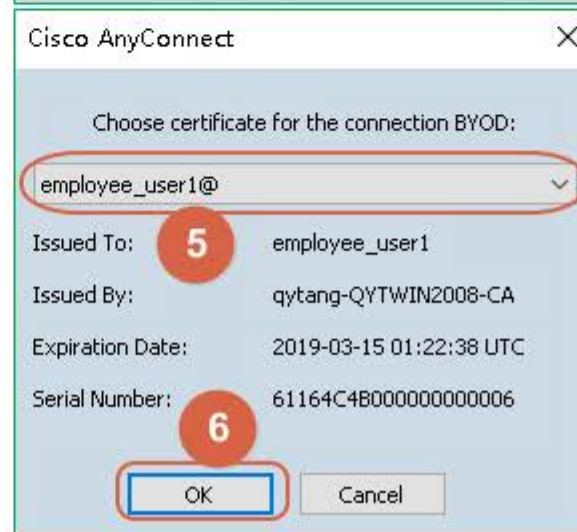 Cisco AnyConnect
Choose certificate for the connection BYOD:
employee_user1@
Issued To: 5 employee_user1
Issued By: qytang-QYTWIN2008-CA
Expiration Date: 2019-03-15 01:22:38 UTC
Serial Number: 61164C4B000000000006
6
OK Cancel